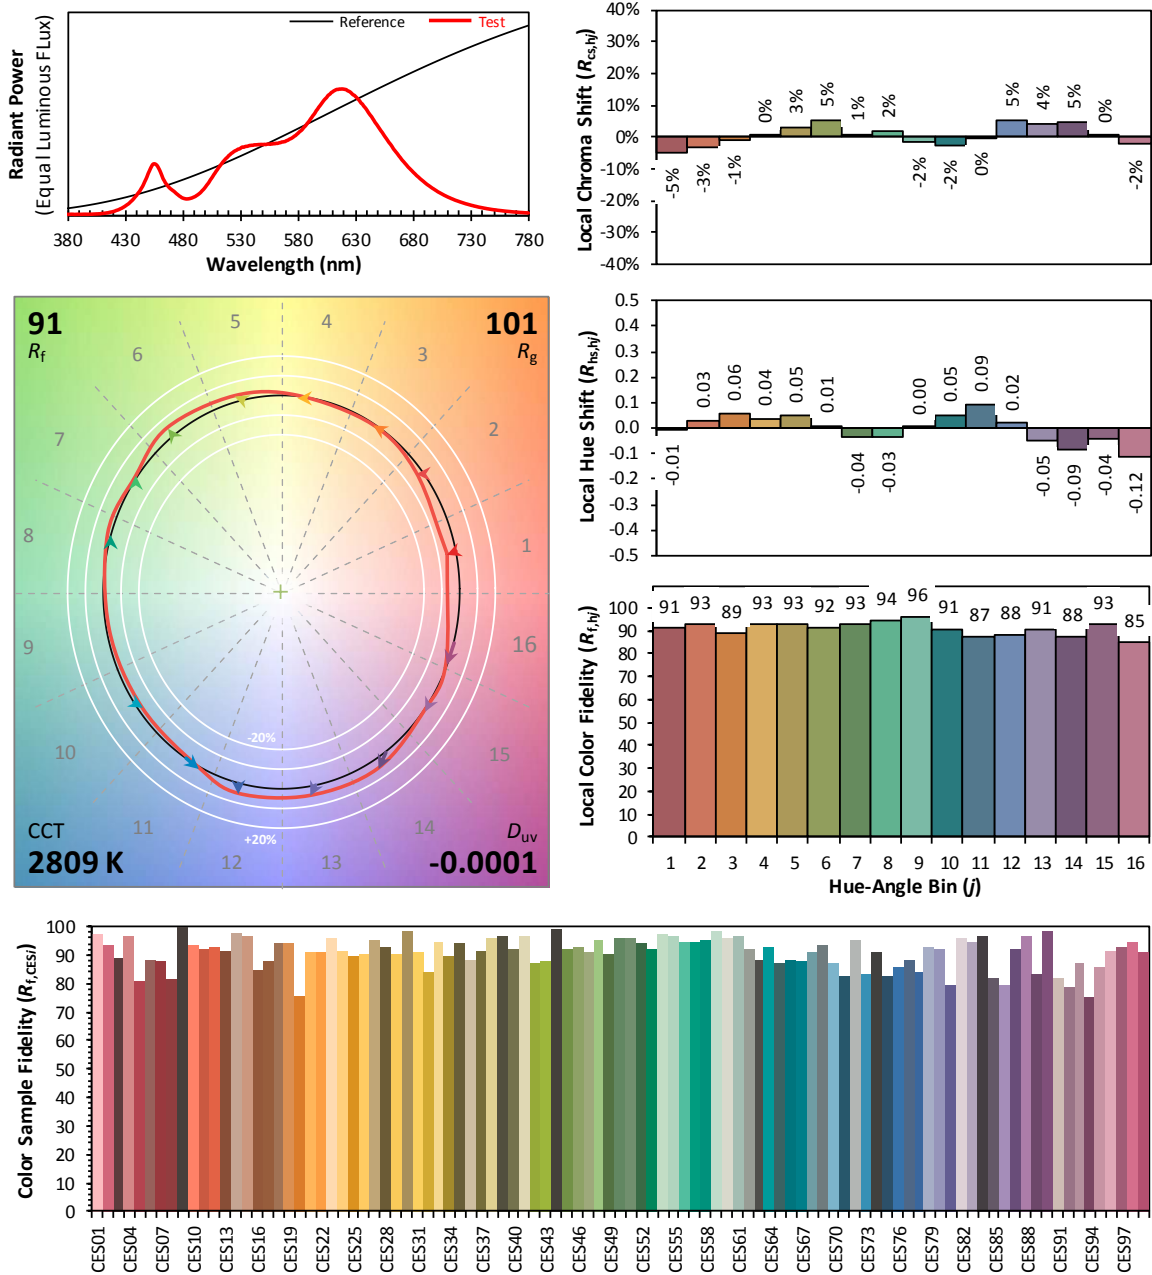 Reference
Test
Radiant Power
(Equal Luminous FLux)
380 430 480 530 580 630 680 730 780
Wavelength (nm)
Local Chroma Shift (Rcs,hj)
40%
30%
20%
10%
0%
-10%
-20%
-30%
-40%
-5% -3% -1% 0% 3% 5% 1% 2% -2% -2% 0% 5% 4% 5% 0% -2%
91
Rf
101
Rg
5 4
6 3
7 2
8 1
9 16
10 15
11 14
12 13
-20%
+20%
CCT
2809 K
Duv
-0.0001
Local Hue Shift (Rhs,hj)
0.5
0.4
0.3
0.2
0.1
0.0
-0.1
-0.2
-0.3
-0.4
-0.5
-0.01 0.03 0.06 0.04 0.05 0.01 -0.04 -0.03 0.00 0.05 0.09 0.02 -0.05 -0.09 -0.04 -0.12
Local Color Fidelity (Rf,hj)
100
90
80
70
60
50
40
30
20
10
0
91 93 89 93 93 92 93 94 96 91 87 88 91 88 93 85
1 2 3 4 5 6 7 8 9 10 11 12 13 14 15 16
Hue-Angle Bin (j)
Color Sample Fidelity (Rf,CESi)
100
90
80
70
60
50
40
30
20
10
0
CES01 CES04 CES07 CES10 CES13 CES16 CES19 CES22 CES25 CES28 CES31 CES34 CES37 CES40 CES43 CES46 CES49 CES52 CES55 CES58 CES61 CES64 CES67 CES70 CES73 CES76 CES79 CES82 CES85 CES88 CES91 CES94 CES97